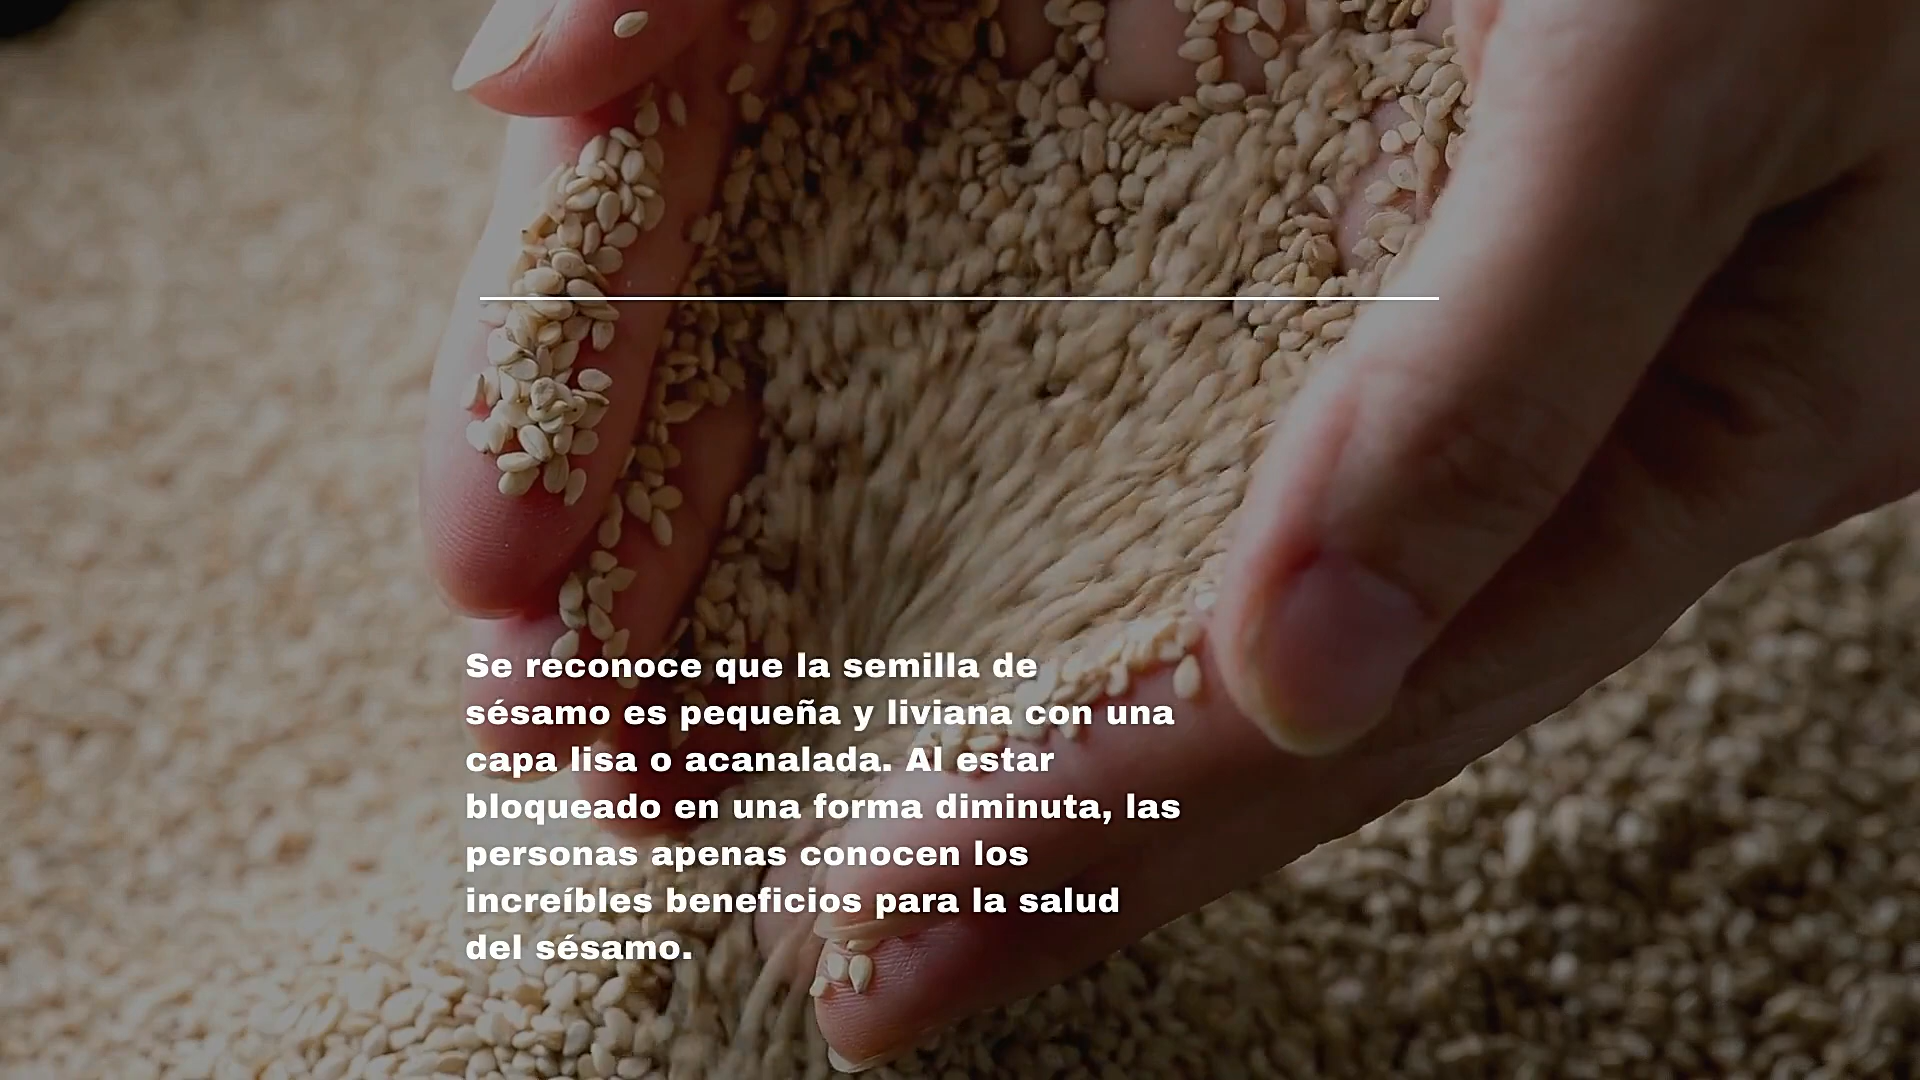 Se reconoce que la semilla de
sésamo es pequeña y liviana con una
capa lisa o acanalada. Al estar
bloqueado en una forma diminuta, las
personas apenas conocen los
increíbles beneficios para la salud
del sésamo.